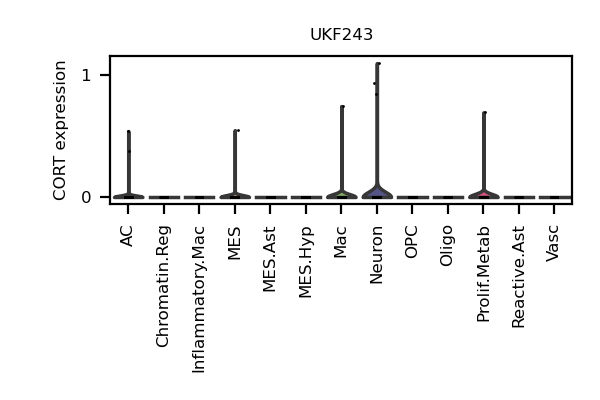 UKF243
CORT expression
1
0
AC
Chromatin.Reg
Inflammatory.Mac
MES
MES.Ast
MES.Hyp
Mac
Neuron
OPC
Oligo
Prolif.Metab
Reactive.Ast
Vasc